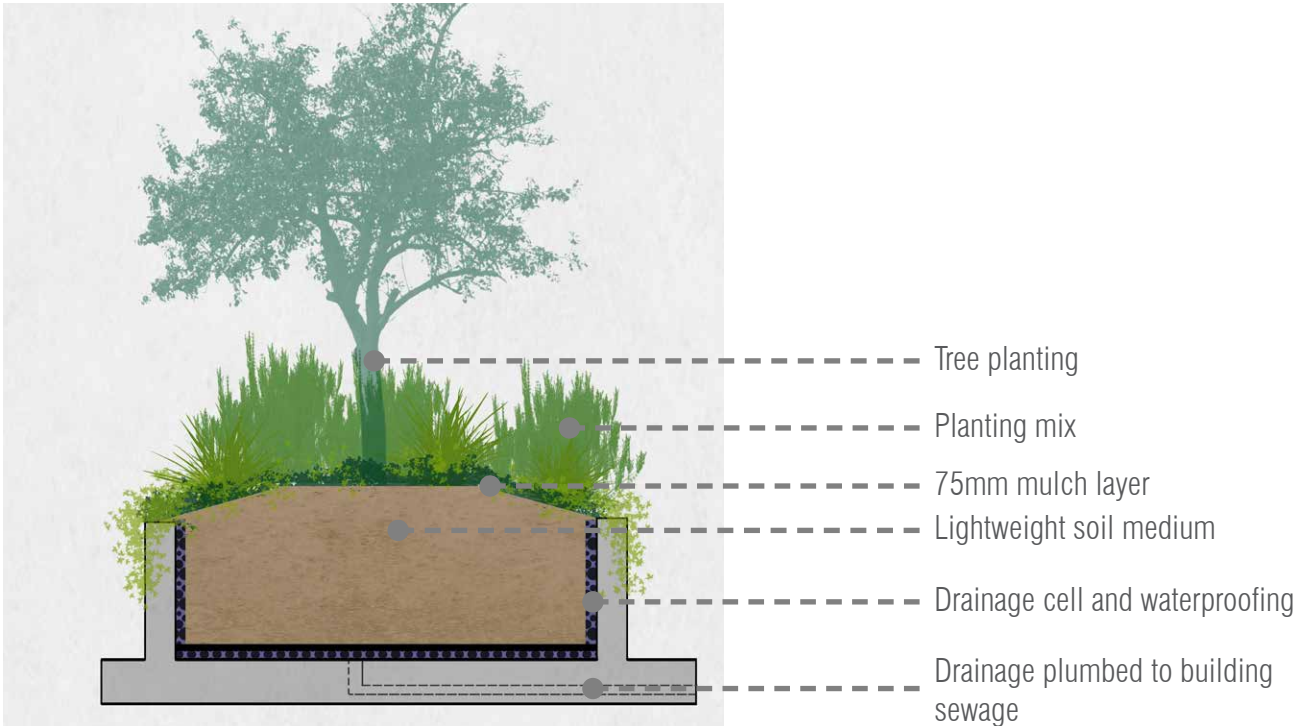 Tree planting
Planting mix
75mm mulch layer
Lightweight soil medium
Drainage cell and waterproofing
Drainage plumbed to building
sewage